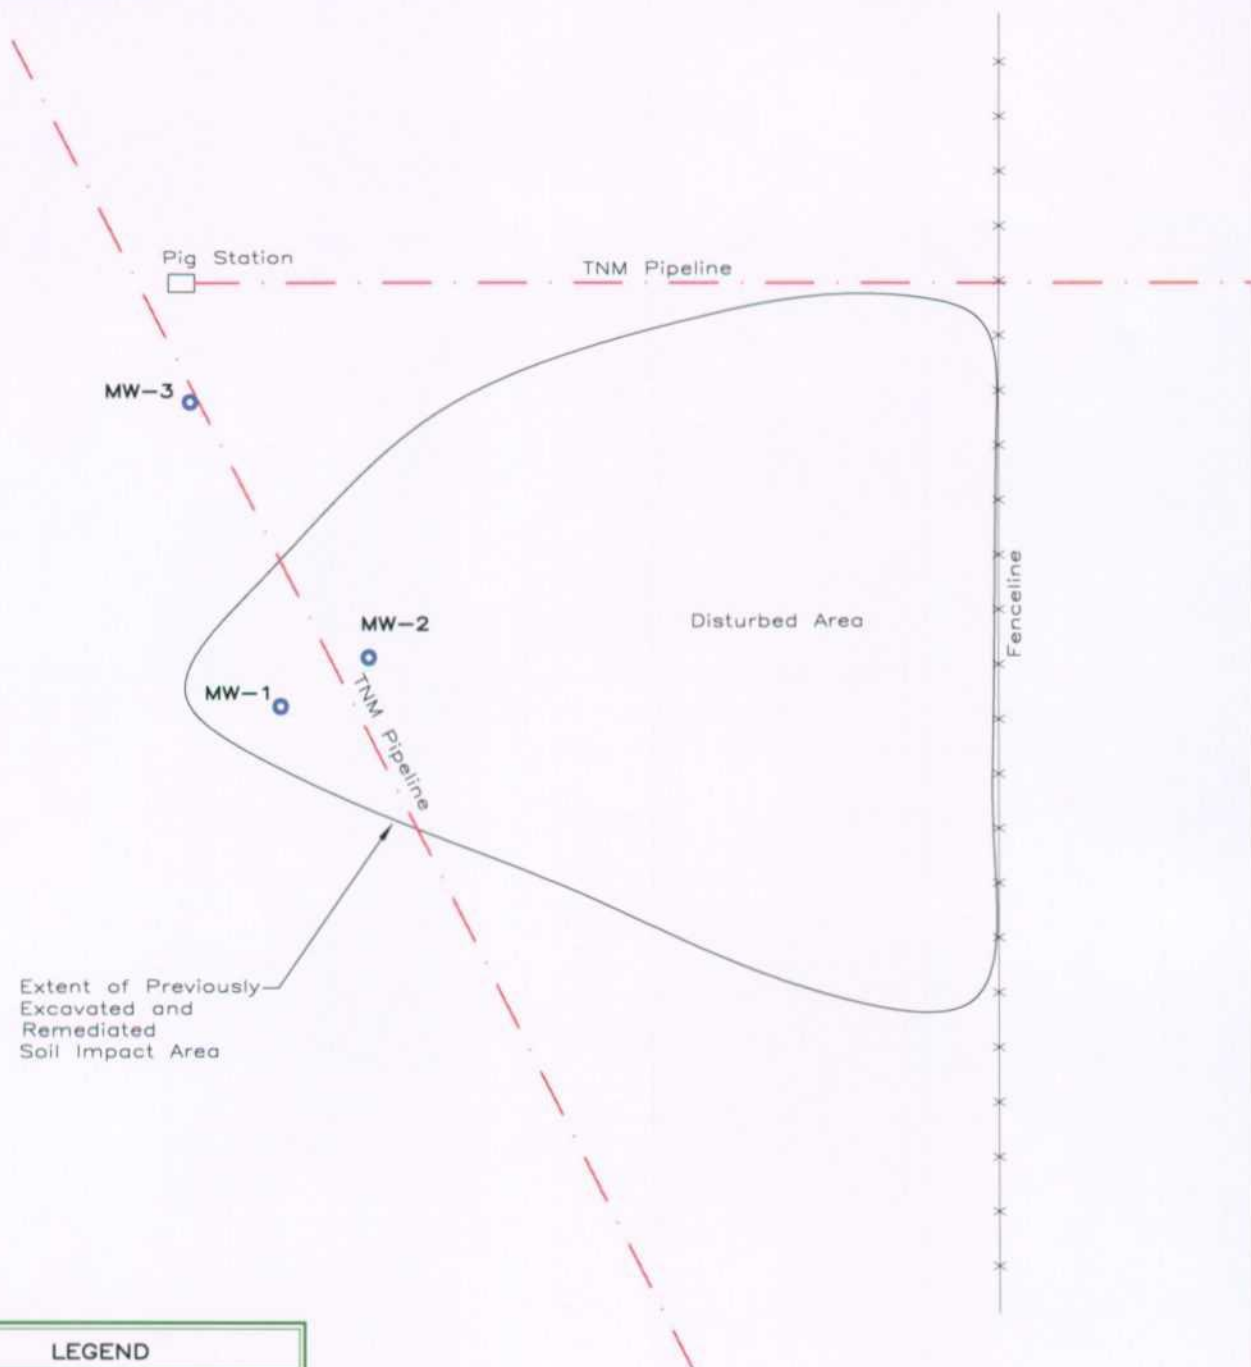 Pig Station
TNM Pipeline
MW-3
Fenceline
MW-2
Disturbed Area
MW-1
TNM Pipeline
Extent of Previously
Excavated and
Remediated
Soil Impact Area
LEGEND